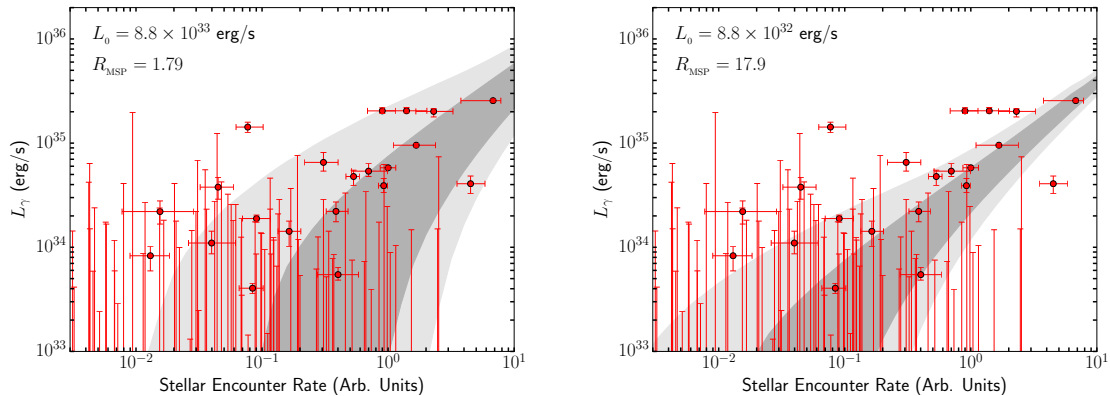 L₀ = 8.8 × 10³³ erg/s
R_MSP = 1.79
10³⁶
10³⁵
10³⁴
10³³
L_γ (erg/s)
10⁻² 10⁻¹ 10⁰ 10¹
Stellar Encounter Rate (Arb. Units)
L₀ = 8.8 × 10³² erg/s
R_MSP = 17.9
10³⁶
10³⁵
10³⁴
10³³
L_γ (erg/s)
10⁻² 10⁻¹ 10⁰ 10¹
Stellar Encounter Rate (Arb. Units)